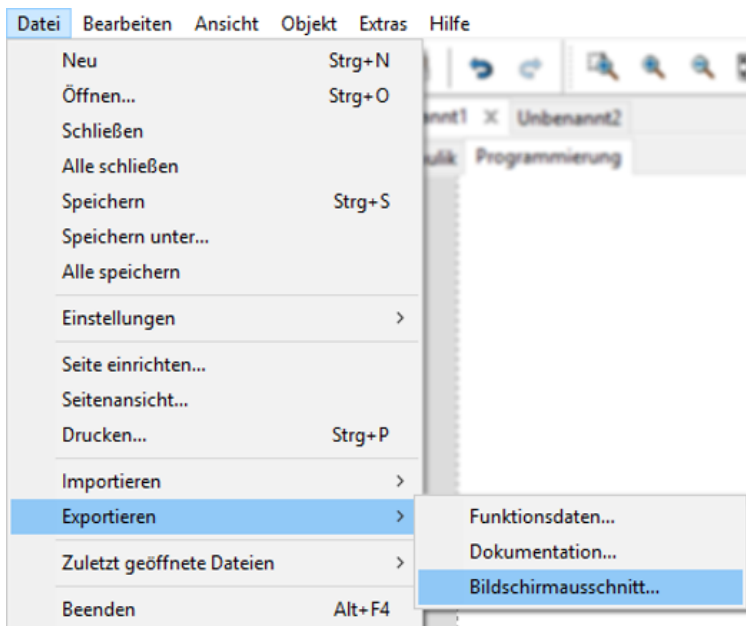 Datei Bearbeiten Ansicht Objekt Extras Hilfe
Neu Strg+N
Öffnen... Strg+O
Schließen
Alle schließen
Speichern Strg+S
Speichern unter...
Alle speichern
Einstellungen
Seite einrichten...
Seitenansicht...
Drucken... Strg+P
Importieren
Exportieren
Zuletzt geöffnete Dateien
Beenden Alt+F4
annt1 Unbenannt2
ulik Programmierung
Funktionsdaten...
Dokumentation...
Bildschirmausschnitt...